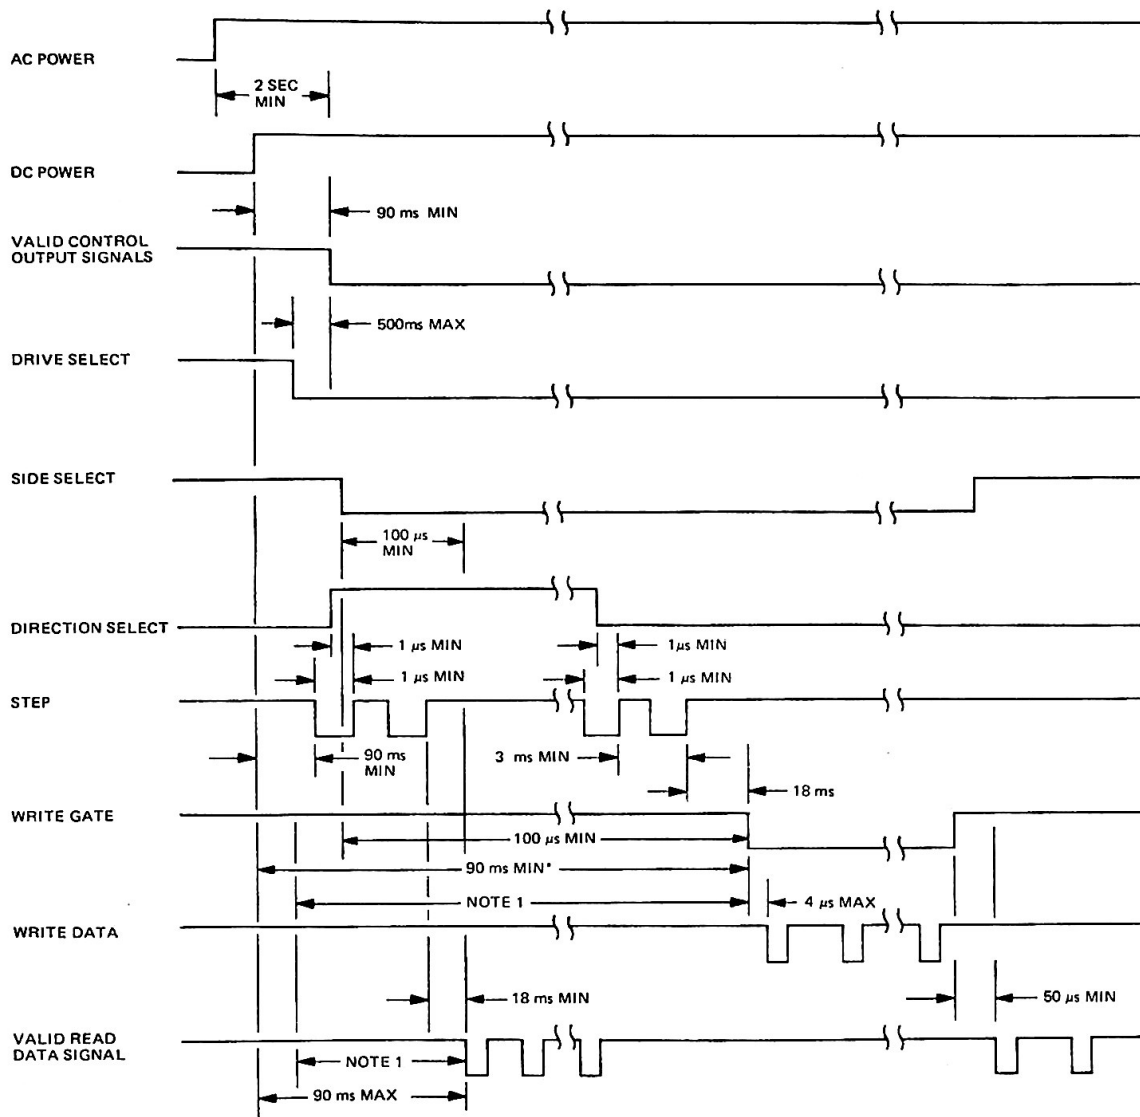 AC POWER
2 SEC
MIN
DC POWER
90 ms MIN
VALID CONTROL
OUTPUT SIGNALS
500ms MAX
DRIVE SELECT
SIDE SELECT
100 µs
MIN
DIRECTION SELECT
1 µs MIN
1µs MIN
1 µs MIN
1 µs MIN
STEP
90 ms
MIN
3 ms MIN
18 ms
WRITE GATE
100 µs MIN
90 ms MIN*
NOTE 1
4 µs MAX
WRITE DATA
18 ms MIN
50 µs MIN
VALID READ
DATA SIGNAL
NOTE 1
90 ms MAX